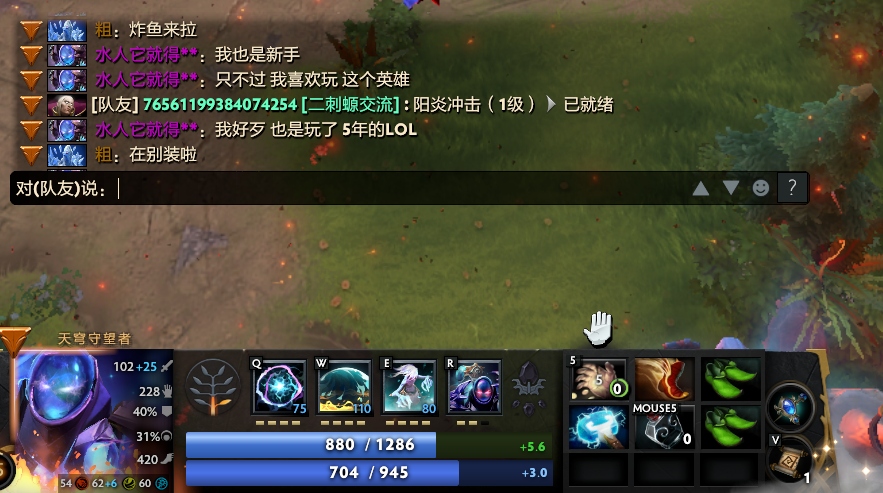 粗：炸鱼来拉
水人它就得**：我也是新手
水人它就得**：只不过 我喜欢玩 这个英雄
[队友] 76561199384074254 [二刺螈交流]：阳炎冲击（1级） 已就绪
水人它就得**：我好歹 也是玩了 5年的LOL
粗：在别装啦
对(队友)说：
?
天穹守望者
Q W E R
5
5
0
102+25
75 110 80
228
MOUSE5
0
40%
31%
880 / 1286
+5.6
V
420
704 / 945
+3.0
1
54 62+6 60